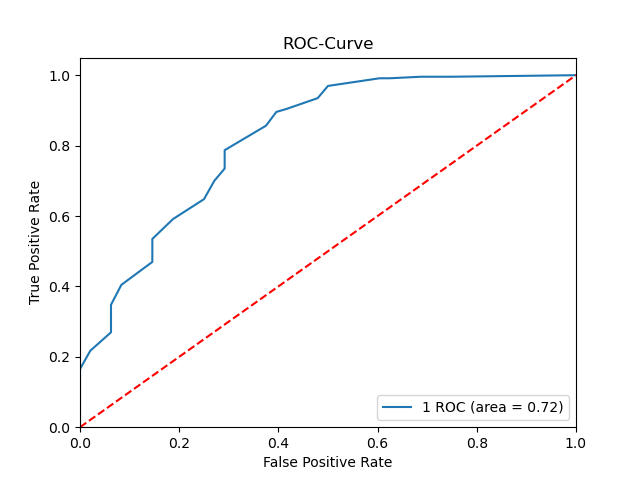 ROC-Curve
True Positive Rate
1.0
0.8
0.6
0.4
0.2
0.0
1 ROC (area = 0.72)
0.0 0.2 0.4 0.6 0.8 1.0
False Positive Rate